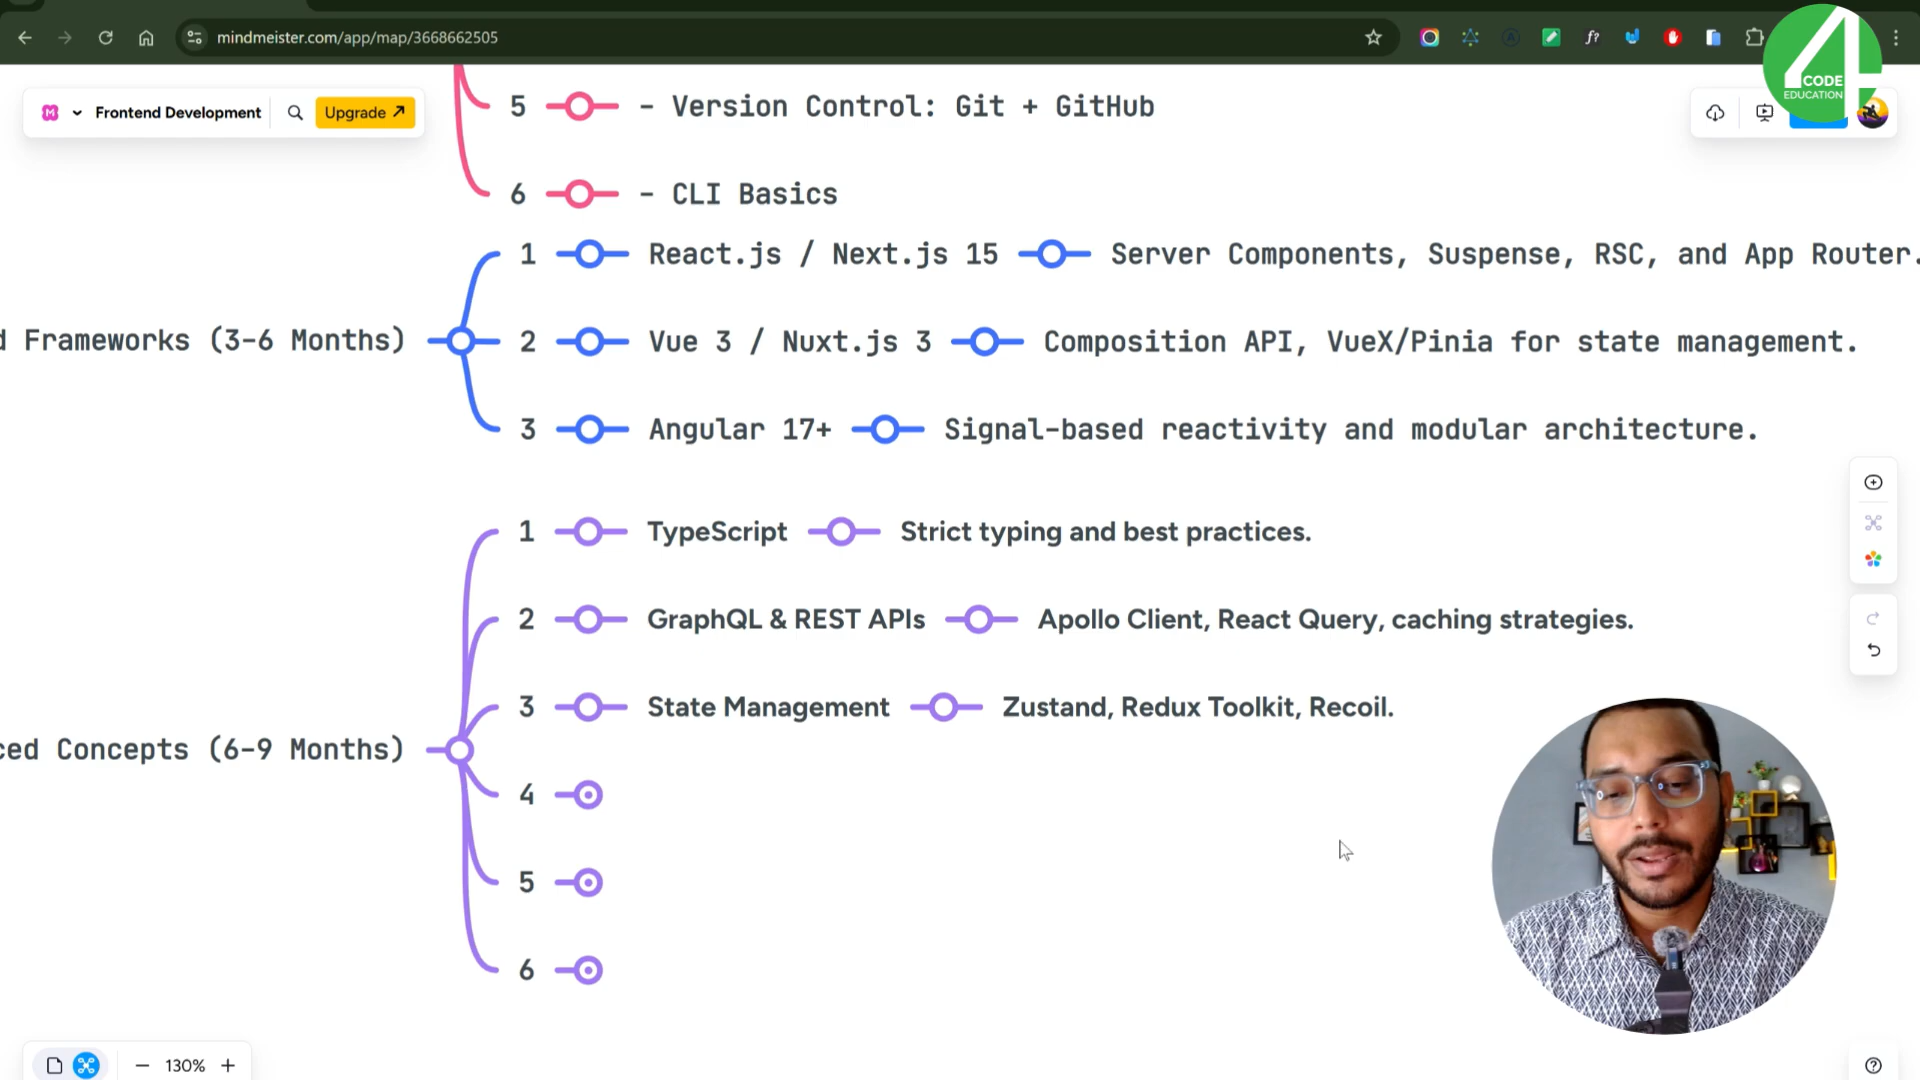 mindmeister.com/app/map/3668662505
f?
4
CODE
EDUCATION
Frontend Development
Upgrade
5 - Version Control: Git + GitHub
6 - CLI Basics
1 React.js / Next.js 15 Server Components, Suspense, RSC, and App Router.
d Frameworks (3-6 Months)
2 Vue 3 / Nuxt.js 3 Composition API, VueX/Pinia for state management.
3 Angular 17+ Signal-based reactivity and modular architecture.
1 TypeScript Strict typing and best practices.
2 GraphQL & REST APIs Apollo Client, React Query, caching strategies.
3 State Management Zustand, Redux Toolkit, Recoil.
ced Concepts (6-9 Months)
4
5
6
130%